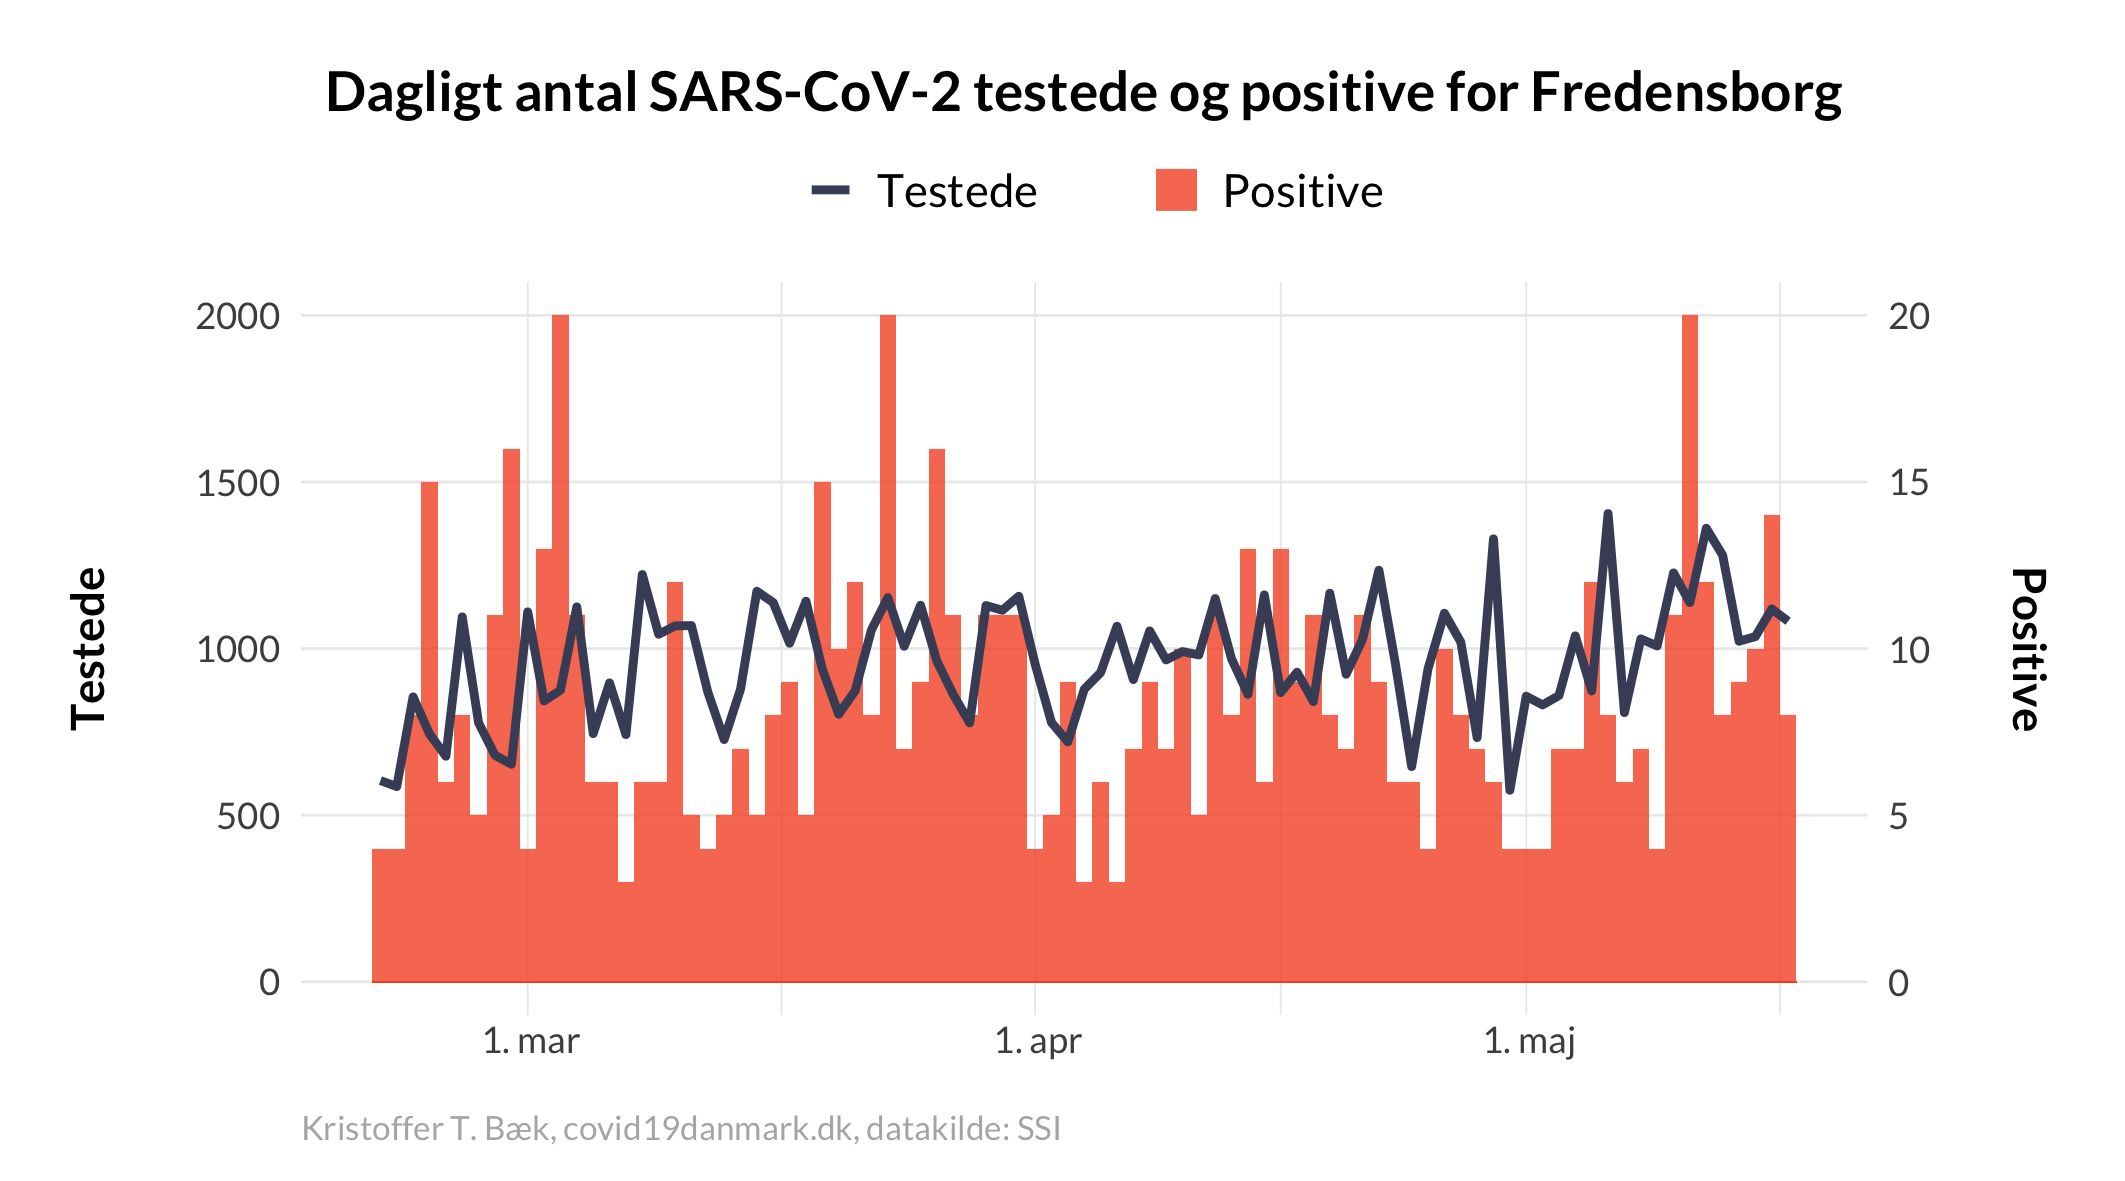 Dagligt antal SARS-CoV-2 testede og positive for Fredensborg
Testede Positive
2000 20
1500 15
1000 10
500 5
0 0
Testede
Positive
1. mar 1. apr 1. maj
Kristoffer T. Bæk, covid19danmark.dk, datakilde: SSI